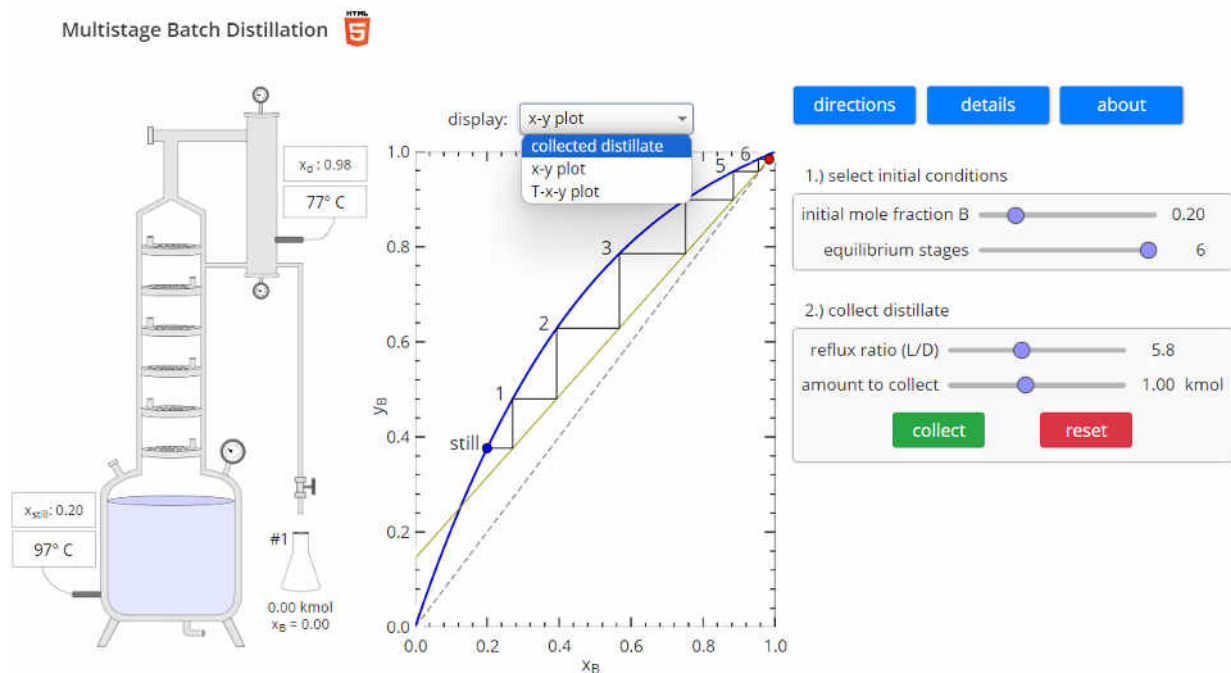 Multistage Batch Distillation
HTML
5
directions
details
about
display:
x-y plot
collected distillate
x-y plot
T-x-y plot
1.) select initial conditions
initial mole fraction B 0.20
equilibrium stages 6
2.) collect distillate
reflux ratio (L/D) 5.8
amount to collect 1.00 kmol
collect
reset
x_d: 0.98
77° C
x_still: 0.20
97° C
#1
0.00 kmol
x_B = 0.00
1.0
0.8
0.6
0.4
0.2
0.0
y_B
still
1
2
3
5
6
0.0 0.2 0.4 0.6 0.8 1.0
x_B